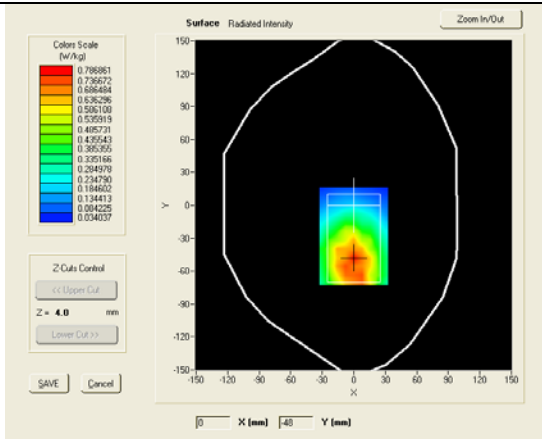 Surface Radiated Intensity
Zoom In/Out
Colors Scale
(W/kg)
0.786861
0.736672
0.686484
0.636296
0.586108
0.535919
0.485731
0.435543
0.385355
0.335166
0.284978
0.234790
0.184602
0.134413
0.084225
0.034037
Z-Cuts Control
<< Upper Cut
Z = 4.0 mm
Lower Cut >>
SAVE Cancel
150-
120-
90-
60-
30-
0-
-30-
-60-
-90-
-120-
-150-
Y
-150 -120 -90 -60 -30 0 30 60 90 120 150
X
0 X (mm) -48 Y (mm)